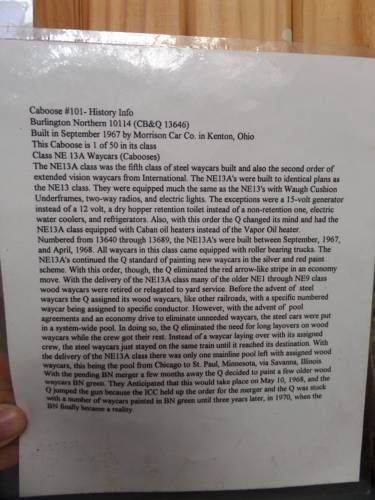 Caboose #101- History Info
Burlington Northern 10114 (CB&Q 13646)
Built in September 1967 by Morrison Car Co. in Kenton, Ohio
This Caboose is 1 of 50 in its class
Class NE 13A Waycars (Cabooses)
The NE13A class was the fifth class of steel waycars built and also the second order of
extended vision waycars from International. The NE13A's were built to identical plans as
the NE13 class. They were equipped much the same as the NE13's with Waugh Cushion
Underframes, two-way radios, and electric lights. The exceptions were a 15-volt generator
instead of a 12 volt, a dry hopper retention toilet instead of a non-retention one, electric
water coolers, and refrigerators. Also, with this order the Q changed its mind and had the
NE13A class equipped with Caban oil heaters instead of the Vapor Oil heater.
Numbered from 13640 through 13689, the NE13A's were built between September, 1967,
and April, 1968. All waycars in this class came equipped with roller bearing trucks. The
NE13A's continued the Q standard of painting new waycars in the silver and red paint
scheme. With this order, though, the Q eliminated the red arrow-like stripe in an economy
move. With the delivery of the NE13A class many of the older NE1 through NE9 class
wood waycars were retired or relagated to yard service. Before the advent of steel
waycars the Q assigned its wood waycars, like other railroads, with a specific numbered
waycar being assigned to specific conductor. However, with the advent of pool
agreements and an economy drive to eliminate unneeded waycars, the steel cars were put
in a system-wide pool. In doing so, the Q eliminated the need for long layovers on wood
waycars while the crew got their rest. Instead of a waycar laying over with its assigned
crew, the steel waycars just stayed on the same train until it reached its destination. With
the delivery of the NE13A class there was only one mainline pool left with assigned wood
waycars, this being the pool from Chicago to St. Paul, Minnesota, via Savanna, Illinois
With the pending BN merger a few months away the Q decided to paint a few older wood
waycars BN green. They Anticipated that this would take place on May 10, 1968, and the
Q jumped the gun because the ICC held up the order for the merger and the Q was stuck
with a number of waycars painted in BN green until three years later, in 1970, when the
BN finally became a reality.